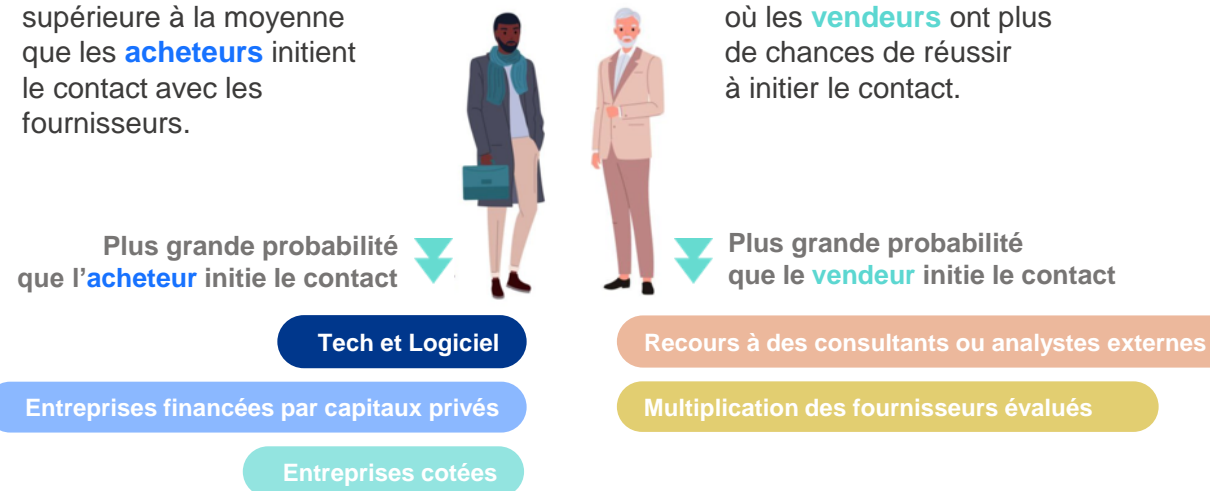 supérieure à la moyenne
que les acheteurs initient
le contact avec les
fournisseurs.
où les vendeurs ont plus
de chances de réussir
à initier le contact.
Plus grande probabilité
que l'acheteur initie le contact
Plus grande probabilité
que le vendeur initie le contact
Tech et Logiciel
Entreprises financées par capitaux privés
Entreprises cotées
Recours à des consultants ou analystes externes
Multiplication des fournisseurs évalués